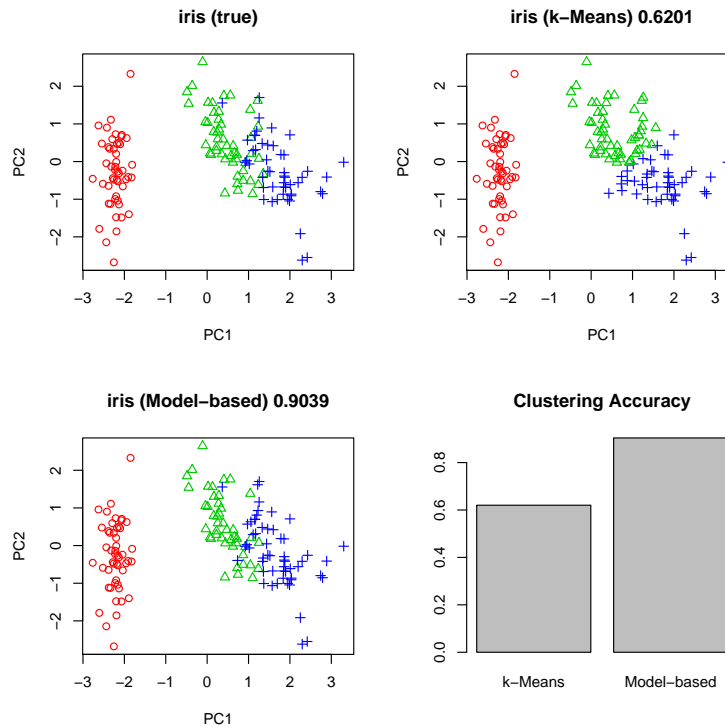 iris (true)
PC2
2
1
0
−1
−2
−3 −2 −1 0 1 2 3
PC1
iris (k−Means) 0.6201
PC2
2
1
0
−1
−2
−3 −2 −1 0 1 2 3
PC1
iris (Model−based) 0.9039
PC2
2
1
0
−1
−2
−3 −2 −1 0 1 2 3
PC1
Clustering Accuracy
0.8
0.6
0.4
0.2
0.0
k−Means Model−based